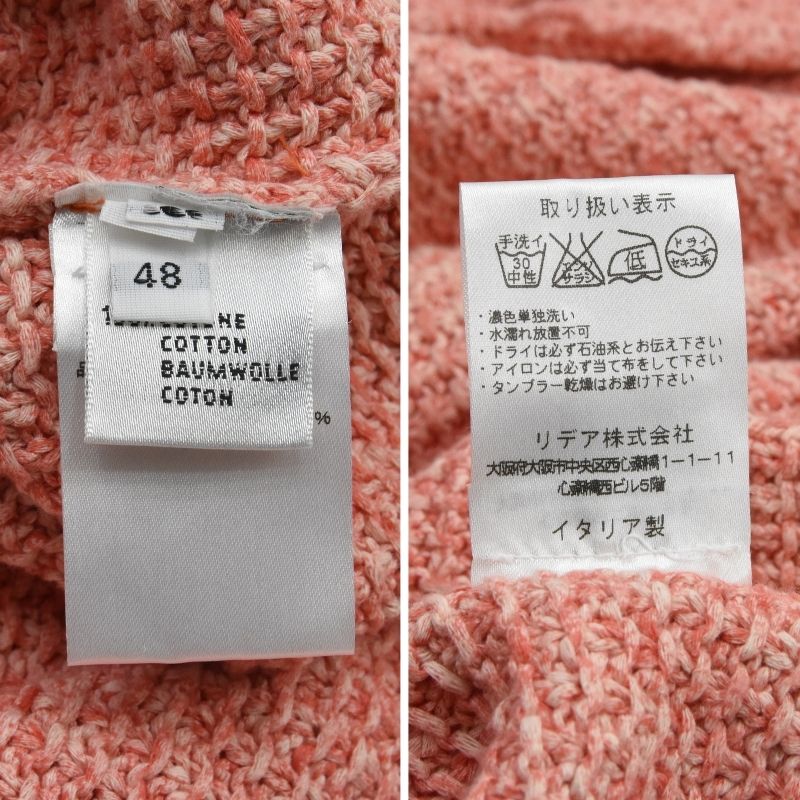 48
COTTON
BAUMWOLLE
COTON
%
取り扱い表示
手洗イ
30
中性
エンソ
サラシ
低
ドライ
セキユ系
・濃色単独洗い
・水濡れ放置不可
・ドライは必ず石油系とお伝え下さい
・アイロンは必ず当て布をして下さい
・タンブラー乾燥はお避け下さい
リデア株式会社
大阪府大阪市中央区西心斎橋1-1-11
心斎橋西ビル5階
イタリア製